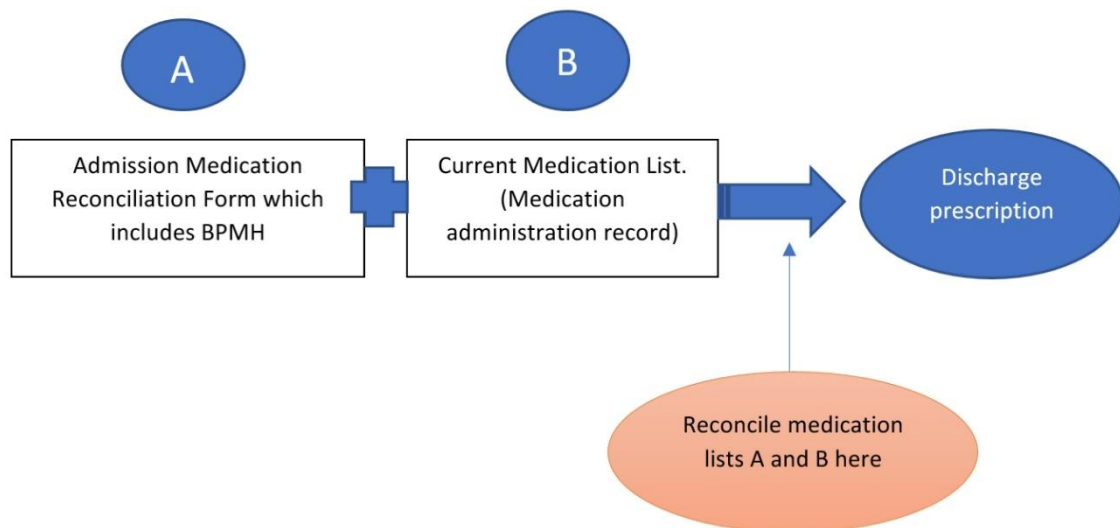 A
B
Admission Medication
Reconciliation Form which
includes BPMH
Current Medication List.
(Medication
administration record)
Discharge
prescription
Reconcile medication
lists A and B here